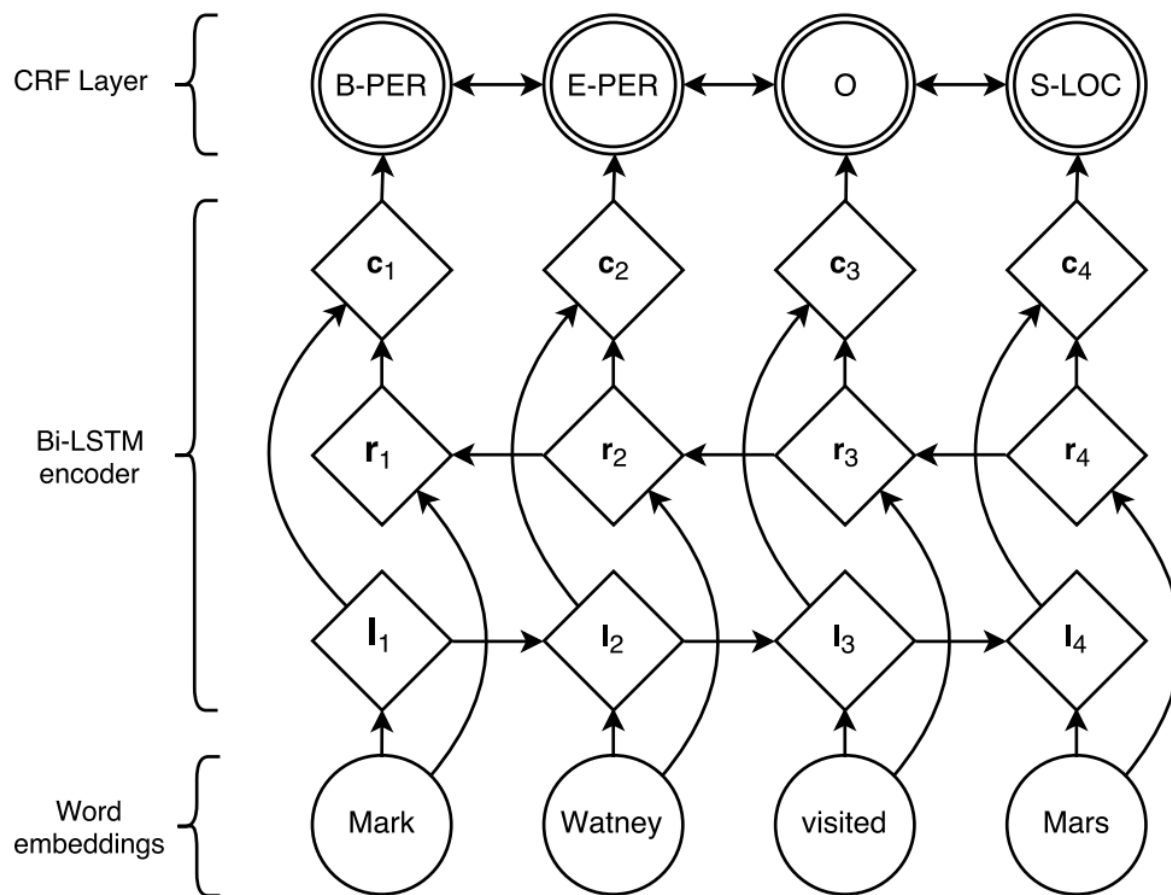 CRF Layer
B-PER
E-PER
O
S-LOC
c1
c2
c3
c4
Bi-LSTM
encoder
r1
r2
r3
r4
l1
l2
l3
l4
Word
embeddings
Mark
Watney
visited
Mars